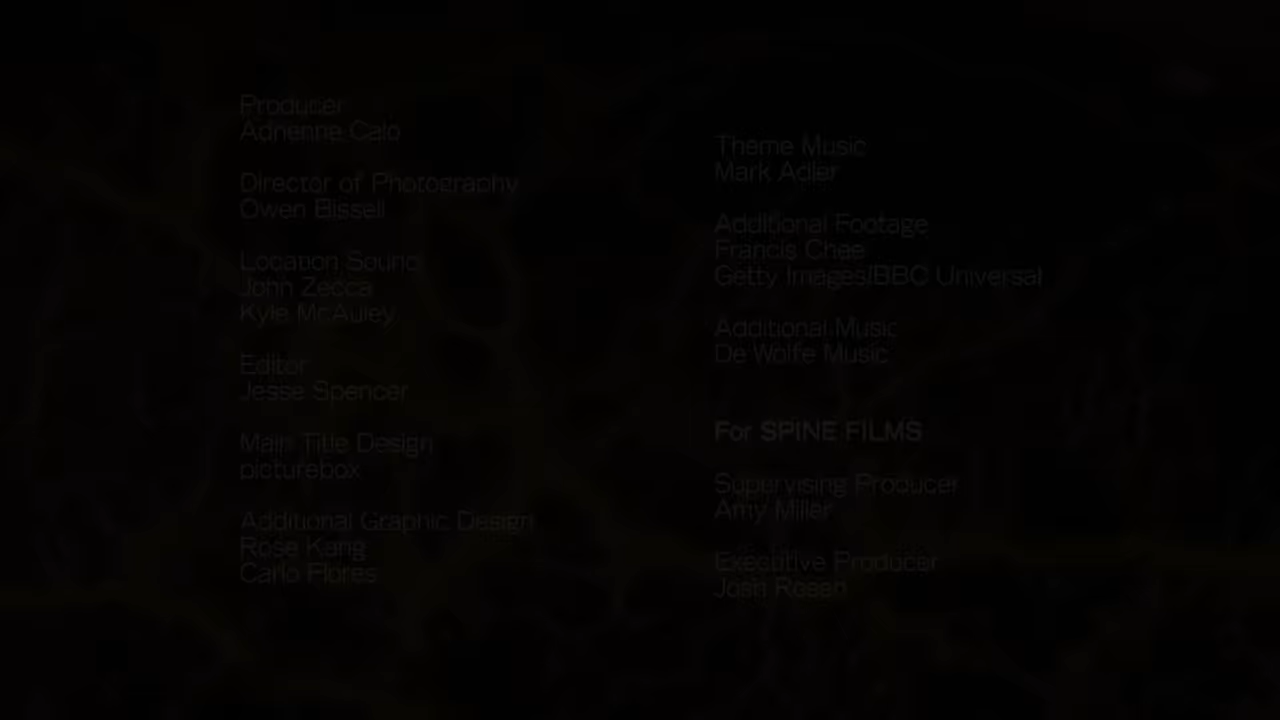 Producer
Adrienne Calo
Director of Photography
Owen Bissell
Location Sound
John Zecca
Kyle McAuley
Editor
Jesse Spencer
Main Title Design
picturebox
Additional Graphic Design
Rose Kang
Carlo Flores
Theme Music
Mark Adler
Additional Footage
Francis Chee
Getty Images/BBC Universal
Additional Music
De Wolfe Music
For SPINE FILMS
Supervising Producer
Amy Miller
Executive Producer
Josh Rosen